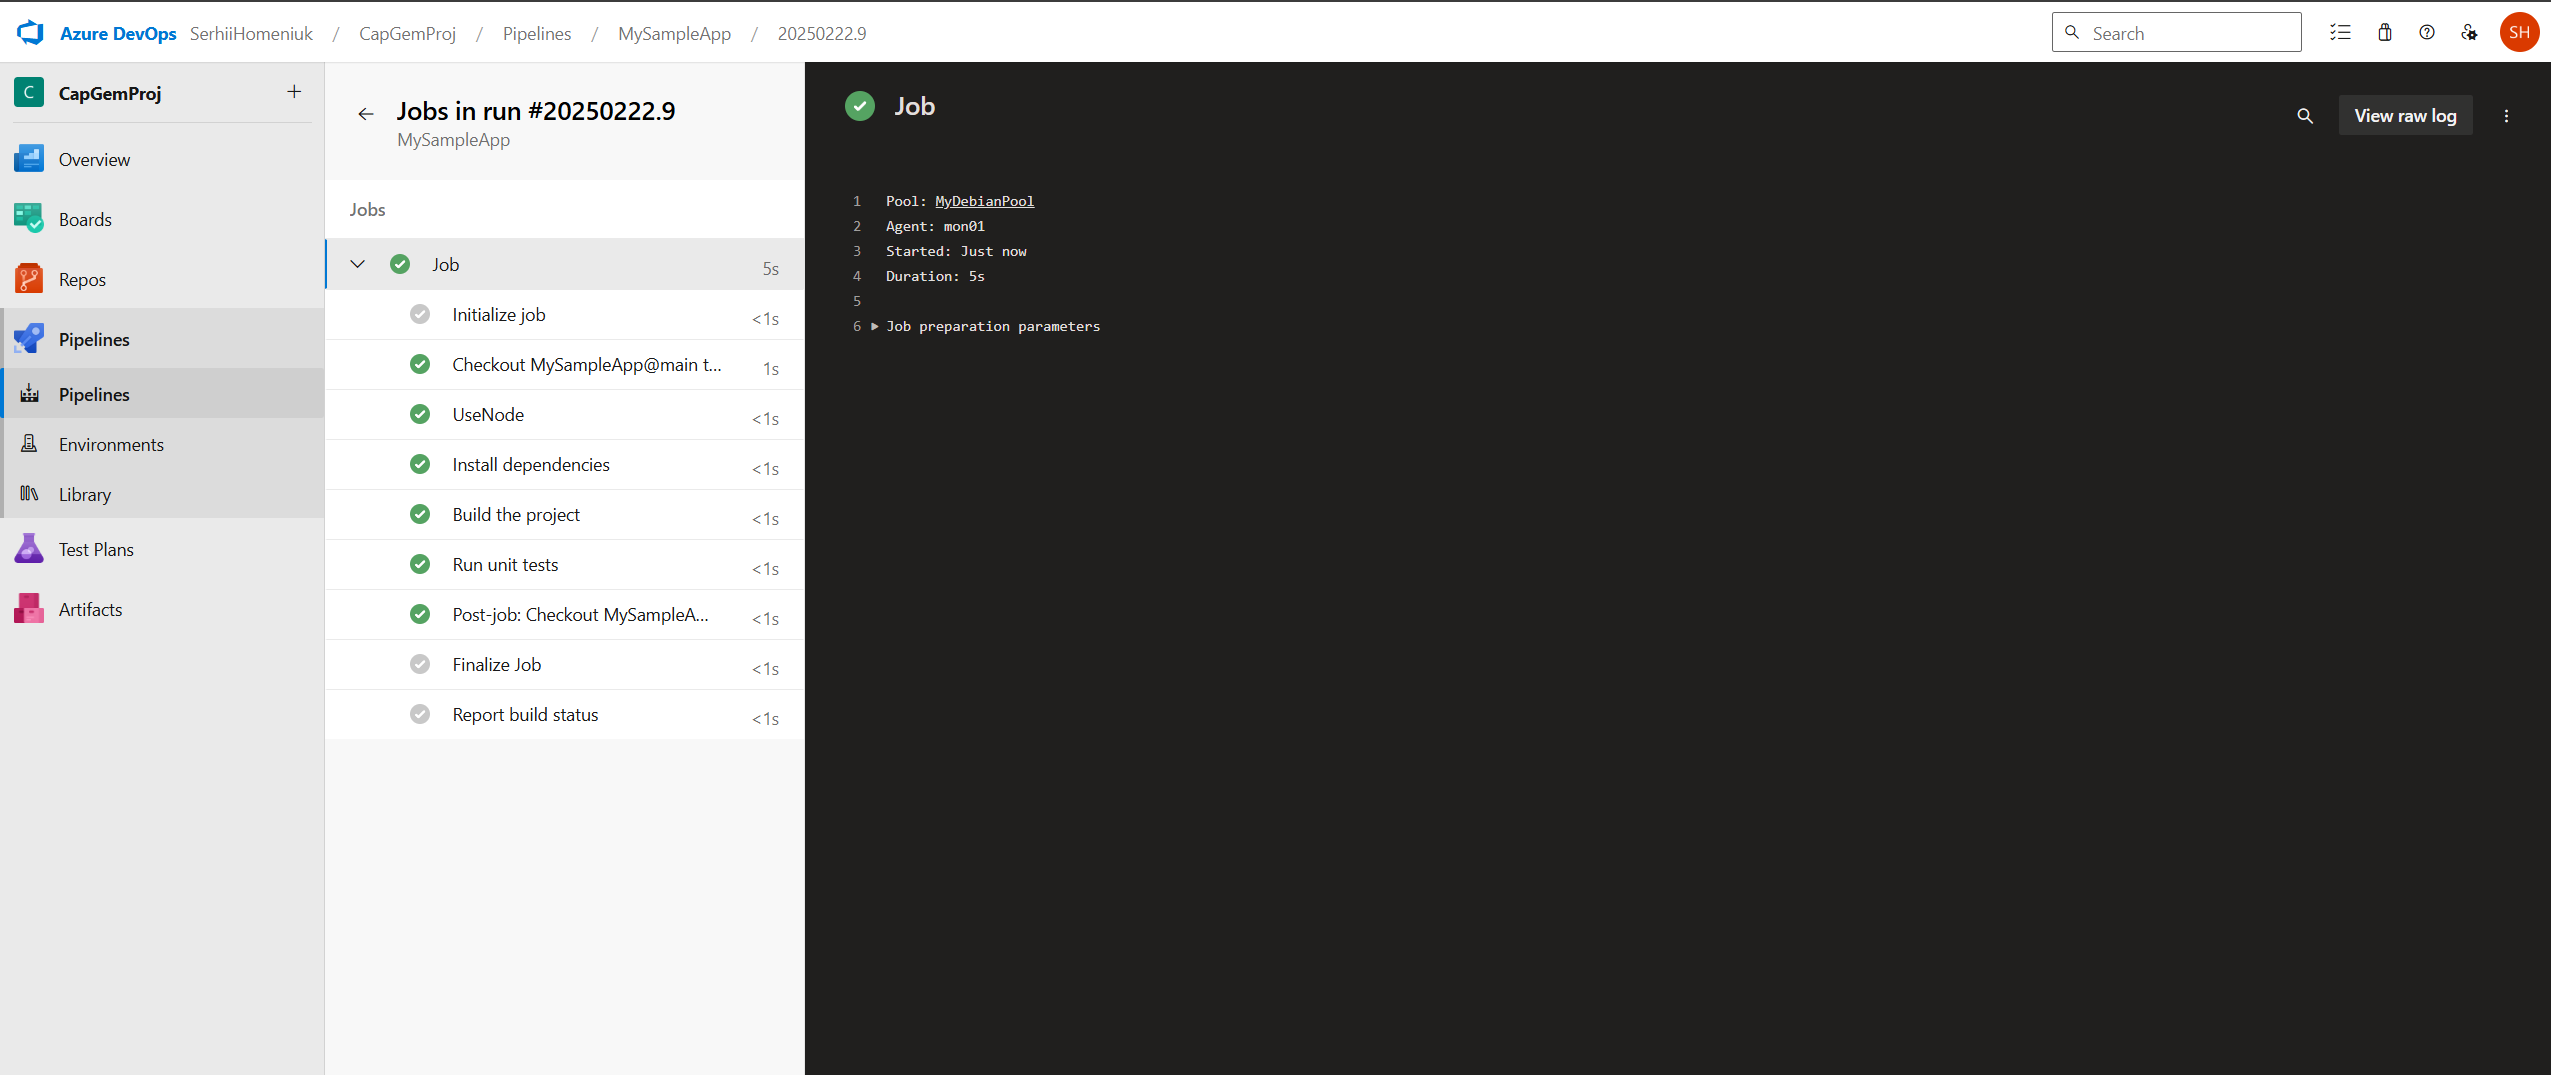 Azure DevOps SerhiiHomeniuk / CapGemProj / Pipelines / MySampleApp / 20250222.9
Search
SH
C CapGemProj +
Overview
Boards
Repos
Pipelines
Pipelines
Environments
Library
Test Plans
Artifacts
Jobs in run #20250222.9
MySampleApp
Jobs
Job 5s
Initialize job <1s
Checkout MySampleApp@main t... 1s
UseNode <1s
Install dependencies <1s
Build the project <1s
Run unit tests <1s
Post-job: Checkout MySampleA... <1s
Finalize Job <1s
Report build status <1s
Job
View raw log
1 Pool: MyDebianPool
2 Agent: mon01
3 Started: Just now
4 Duration: 5s
5
6 Job preparation parameters